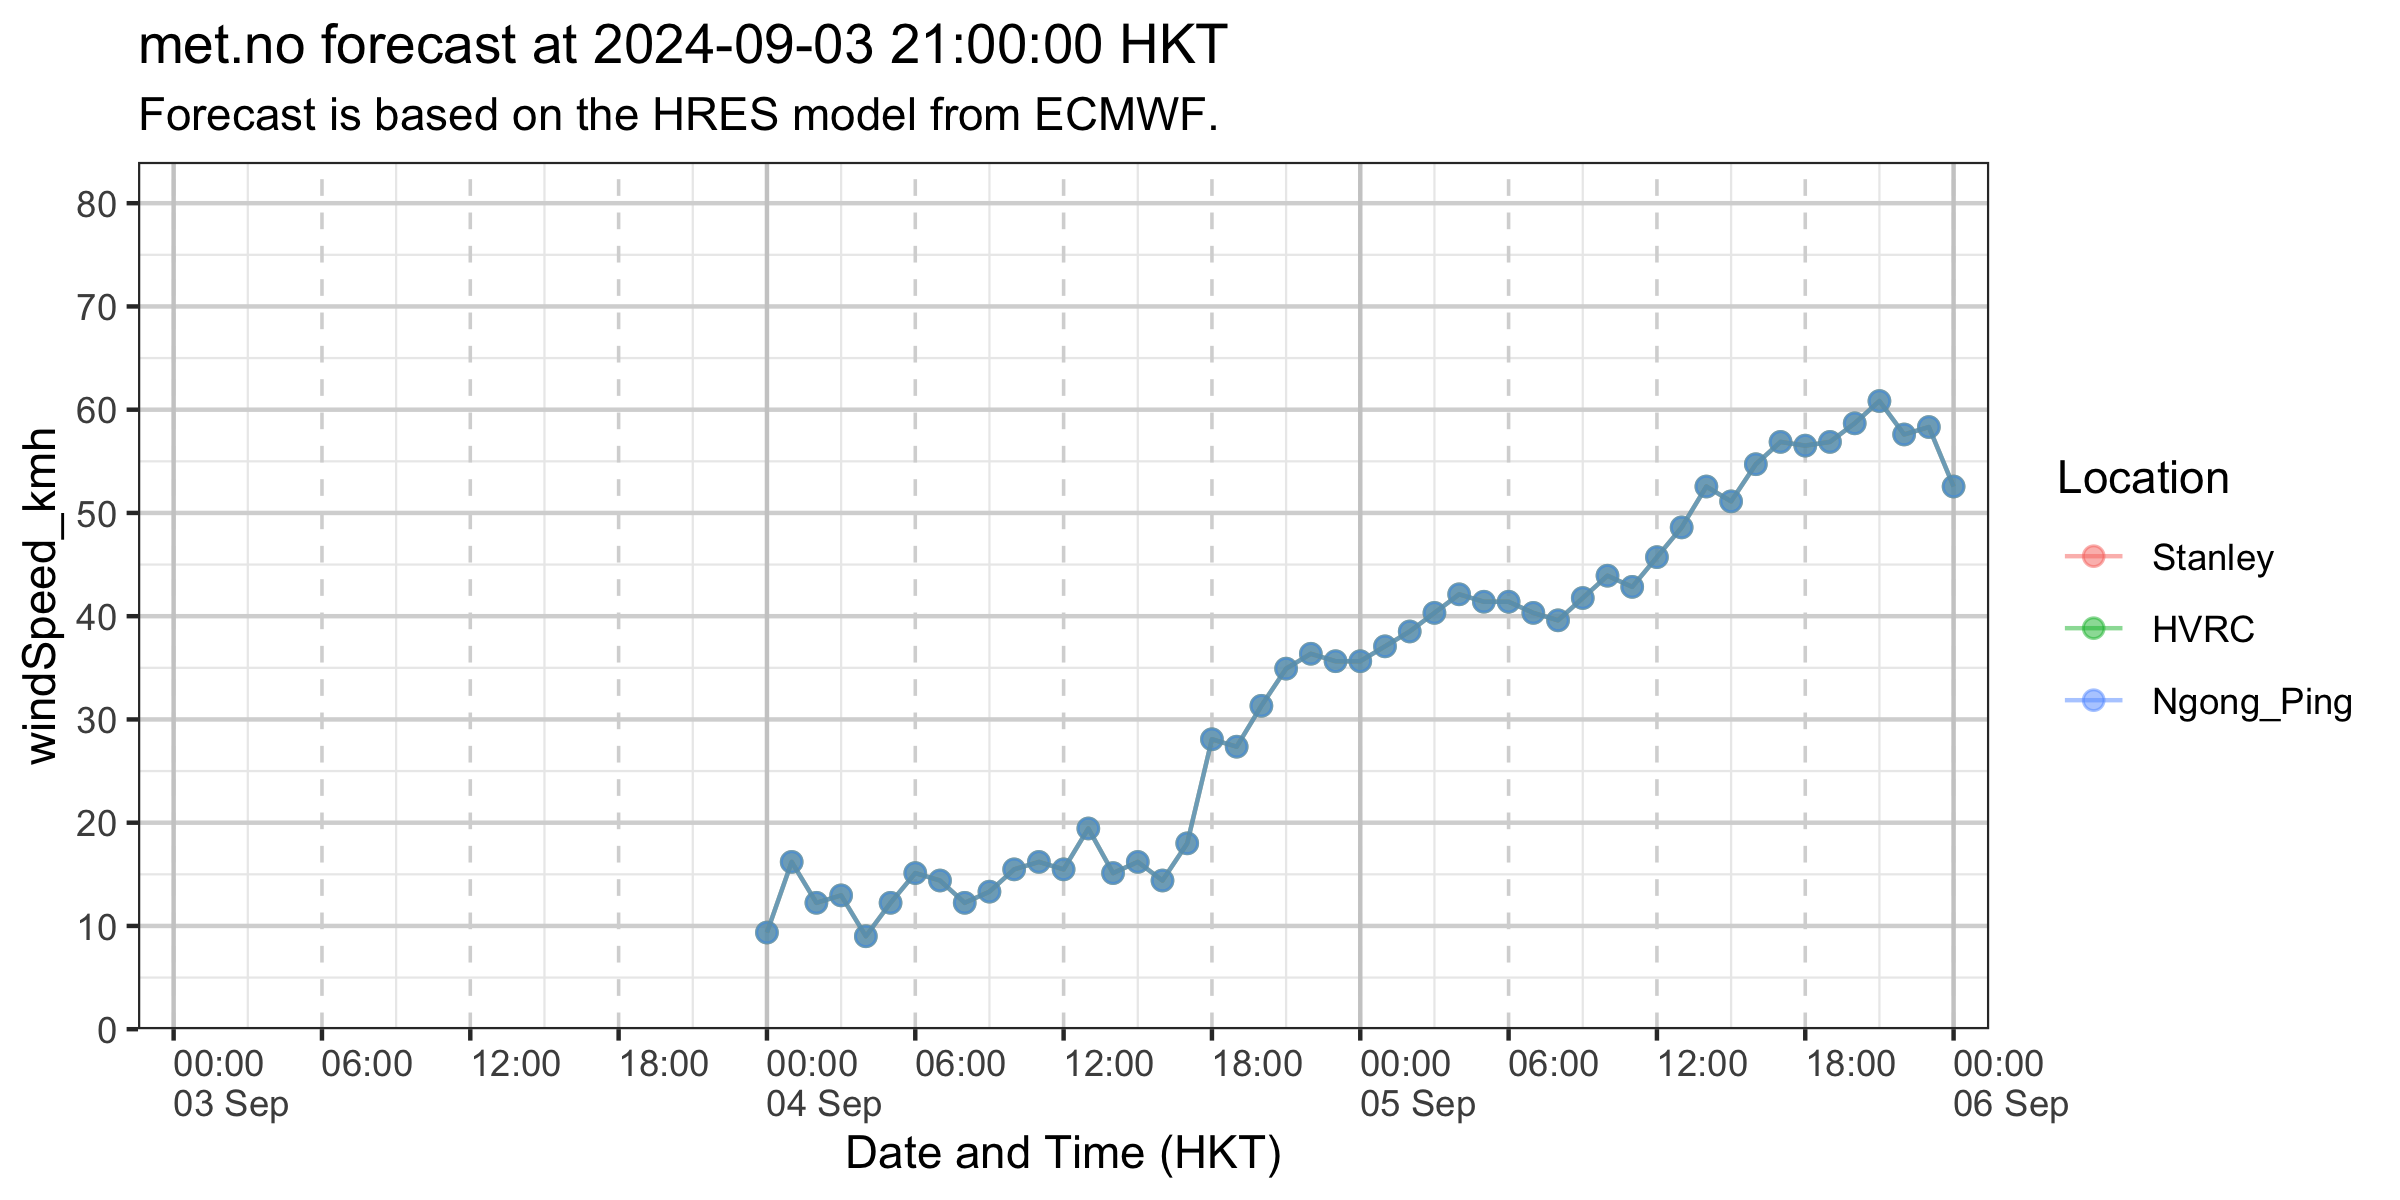 met.no forecast at 2024-09-03 21:00:00 HKT
Forecast is based on the HRES model from ECMWF.
windSpeed_kmh
80
70
60
50
40
30
20
10
0
00:00 06:00 12:00 18:00 00:00 06:00 12:00 18:00 00:00 06:00 12:00 18:00 00:00
03 Sep 04 Sep 05 Sep 06 Sep
Date and Time (HKT)
Location
Stanley
HVRC
Ngong_Ping